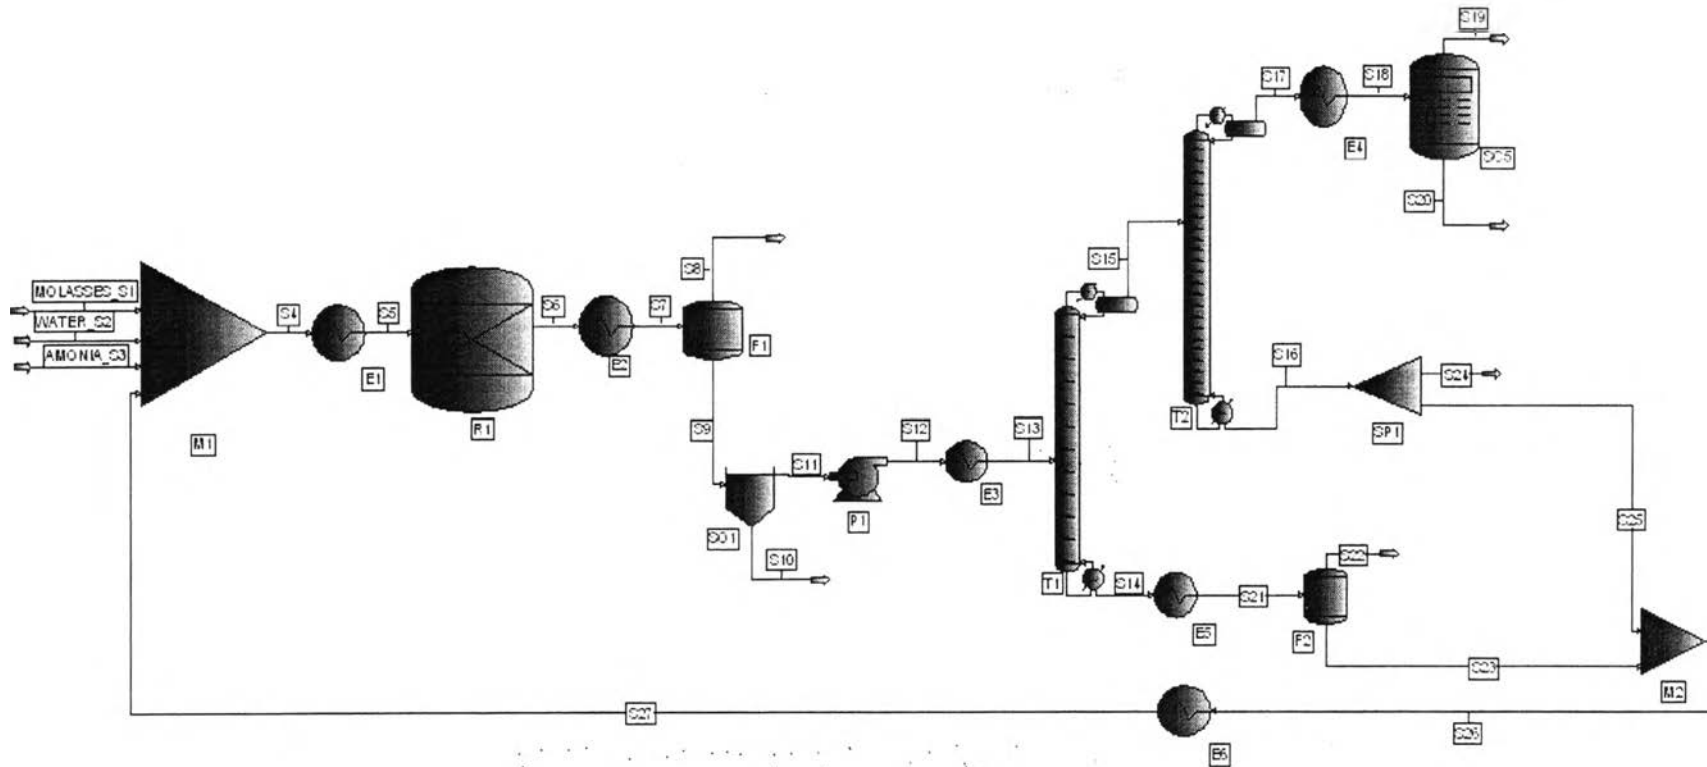 S19
S17
S18
E4
SC5
S20
S15
S8
MOLASSES_S1
WATER_S2
AMONIA_S3
S4
S5
S6
S7
E1
E2
F1
R1
M1
S16
S24
T2
SP1
S9
S11
S12
S13
P1
E3
SC1
S10
S25
S22
T1
S14
S21
E5
F2
S23
M2
S27
S26
E6